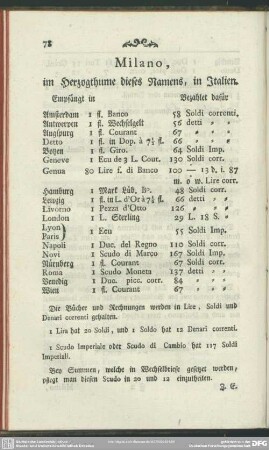 78
Milano,
im Herzogthume dieses Namens, in Italien.
Empfängt in Bezahlet dafür
Amsterdam 1 fl. Banco 58 Soldi correnti.
Antwerpen 1 fl. Wechselgelt 56 detti " "
Augspurg 1 fl. Courant 67 " " "
Detto 1 fl. in Dop. à 7½ fl. 66 " " "
Bozen 1 fl. Giro. 64 Soldi Imp.
Geneve 1 Ecu de 3 L. Cour. 130 Soldi corr.
Genua 80 Lire f. di Banco 100 — 13 d. i. 87
m. o w. Lire corr.
Hamburg 1 Mark Lüb. 48 Soldi corr.
Leipzig 1 fl. in L. d'Or à 7½ fl. 66 detti " "
Livorno 1 Pezza d'Otto 126 " " "
London 1 L. Sterling 29 L. 18 S. "
Lyon
Paris) 1 Ecu 55 Soldi Imp.
Napoli 1 Duc. del Regno 110 Soldi corr.
Novi 1 Scudo di Março 167 Soldi Imp.
Nürnberg 1 fl. Courant 67 Soldi corr.
Roma 1 Scudo Moneta 137 detti " "
Venedig 1 Duc. picc. corr. 84 " " "
Wien 1 fl. Courant 67 " " "
Die Bücher und Rechnungen werden in Lire, Soldi und
Denari correnti gehalten.
1 Lira hat 20 Soldi, und 1 Soldo hat 12 Denari correnti.
1 Scudo Imperiale oder Scudo di Cambio hat 117 Soldi
Imperiali.
Bey Summen, welche in Wechselbriefe gesetzt werden,
pfleget man diesen Scudo in 20 und 12 einzutheilen.
J. E.